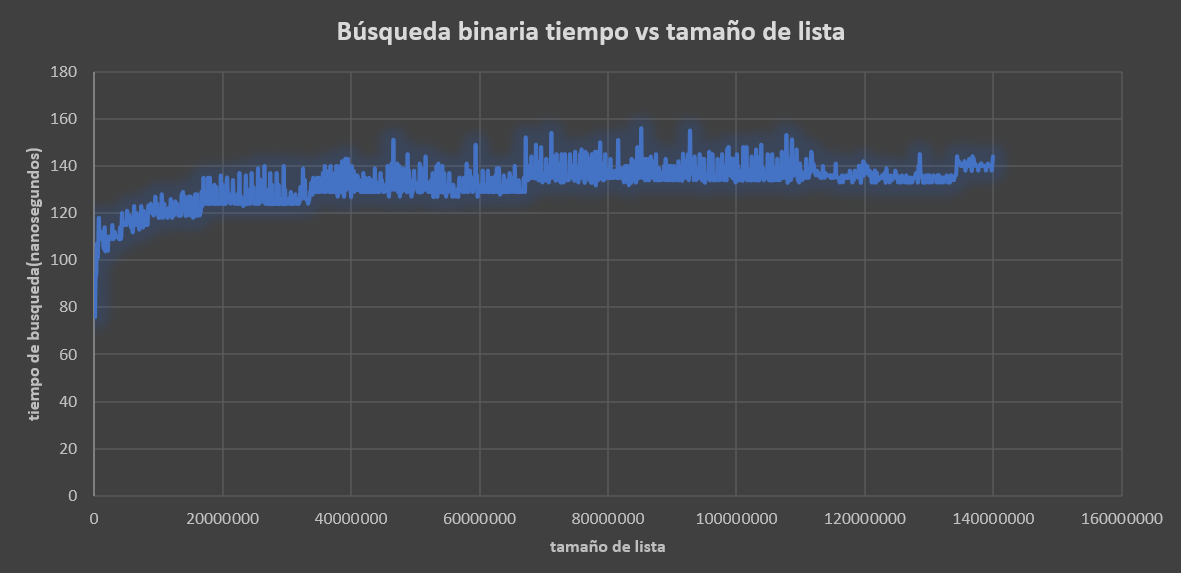 Búsqueda binaria tiempo vs tamaño de lista
180
160
140
120
100
80
60
40
20
0
tiempo de busqueda(nanosegundos)
0 20000000 40000000 60000000 80000000 100000000 120000000 140000000 160000000
tamaño de lista